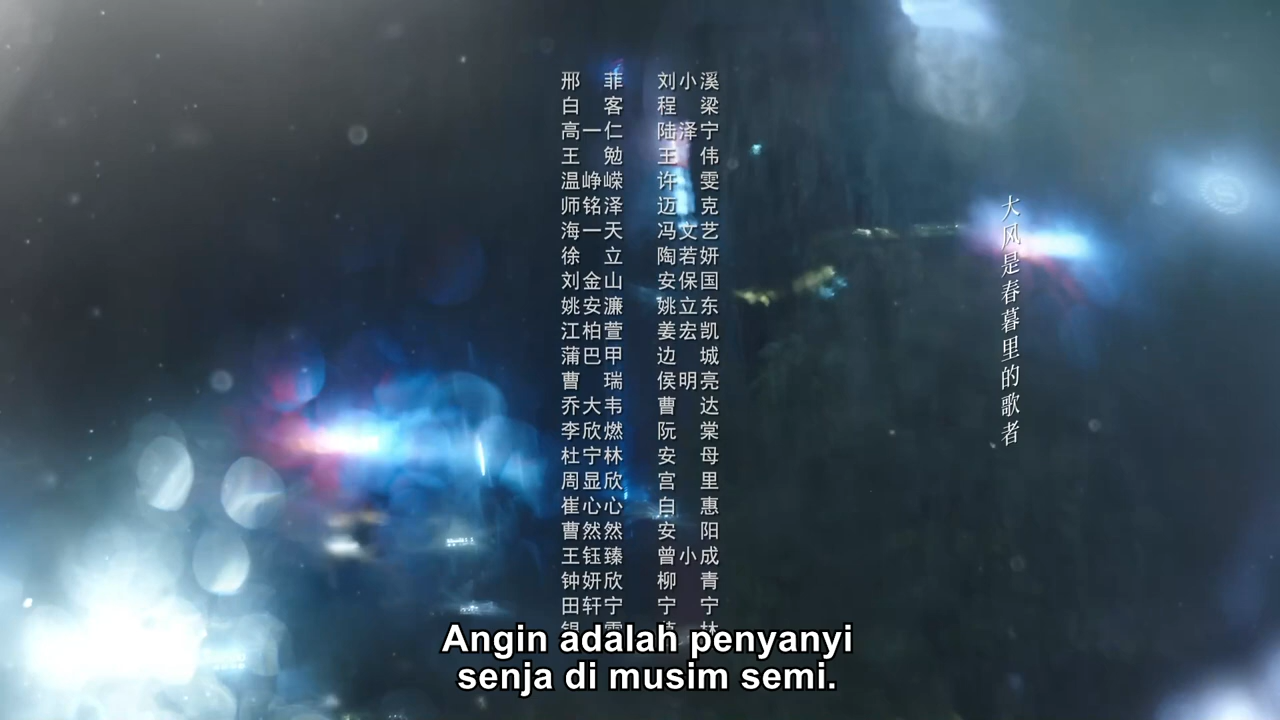 邢菲 刘小溪
白客 程梁
高一仁 陆泽宁
王勉 王伟
温峥嵘 许雯
师铭泽 迈克
海一天 冯文艺
徐立 陶若妍
刘金山 安保国
姚安濂 姚立东
江柏萱 姜宏凯
蒲巴甲 边城
曹瑞 侯明亮
乔大韦 曹达
李欣燃 阮棠
杜宁林 安母
周显欣 宫里
崔心心 白惠
曹然然 安阳
王钰臻 曾小成
钟妍欣 柳青
田轩宁 宁宁
大风是春暮里的歌者
Angin adalah penyanyi
senja di musim semi.